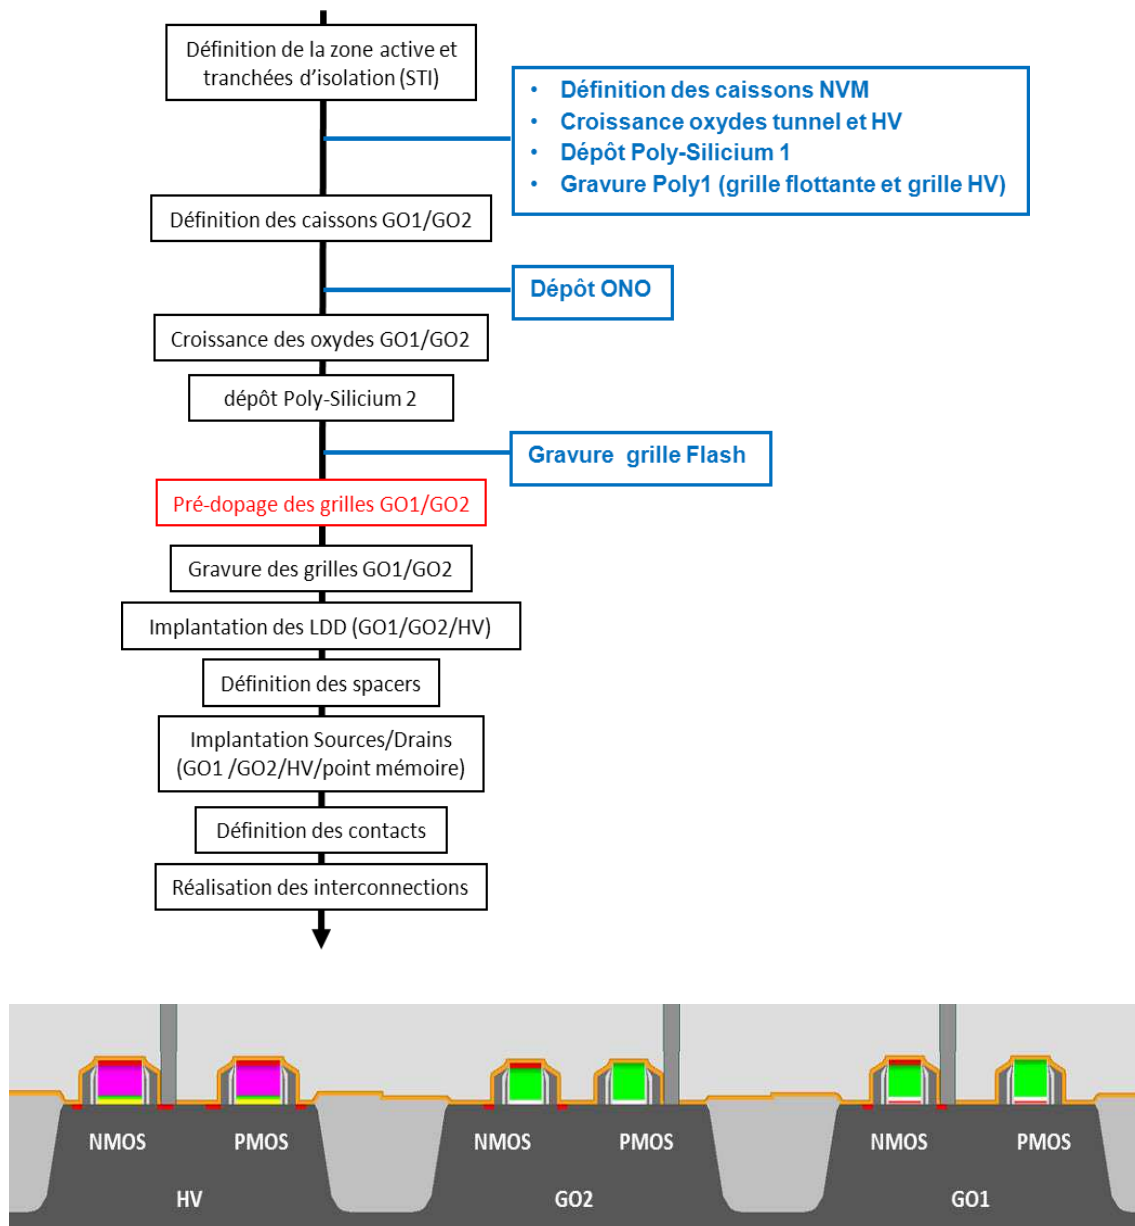 Définition de la zone active et
tranchées d'isolation (STI)
• Définition des caissons NVM
• Croissance oxydes tunnel et HV
• Dépôt Poly-Silicium 1
• Gravure Poly1 (grille flottante et grille HV)
Définition des caissons GO1/GO2
Dépôt ONO
Croissance des oxydes GO1/GO2
dépôt Poly-Silicium 2
Gravure grille Flash
Pré-dopage des grilles GO1/GO2
Gravure des grilles GO1/GO2
Implantation des LDD (GO1/GO2/HV)
Définition des spacers
Implantation Sources/Drains
(GO1 /GO2/HV/point mémoire)
Définition des contacts
Réalisation des interconnections
NMOS PMOS NMOS PMOS NMOS PMOS
HV GO2 GO1